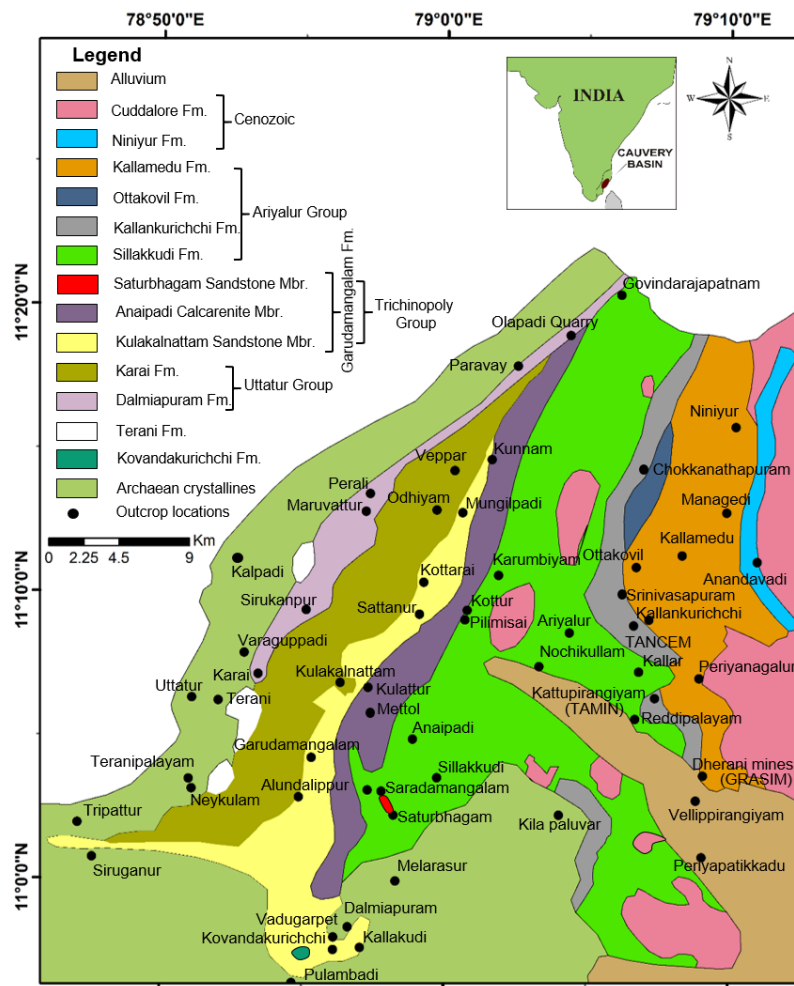 78°50'0"E
79°0'0"E
79°10'0"E
Legend
Alluvium
Cuddalore Fm.
Cenozoic
Niniyur Fm.
Kallamedu Fm.
Ottakovil Fm.
Ariyalur Group
Kallankurichchi Fm.
Sillakkudi Fm.
Saturbhagam Sandstone Mbr.
Anaipadi Calcarenite Mbr.
Kulakalnattam Sandstone Mbr.
Garudamangalam Fm.
Trichinopoly
Group
Karai Fm.
Uttatur Group
Dalmiapuram Fm.
Terani Fm.
Kovandakurichchi Fm.
Archaean crystallines
Outcrop locations
0 2.25 4.5 9 Km
INDIA
CAUVERY
BASIN
N
W
E
S
11°20'0"N
11°10'0"N
11°0'0"N
Govindarajapatnam
Olapadi Quarry
Paravay
Niniyur
Kunnam
Veppar
Chokkanathapuram
Perali
Maruvattur
Odhiyam
Mungilpadi
Managedi
Kallamedu
Ottakovil
Kalpadi
Kottarai
Karumbiyam
Anandavadi
Srinivasapuram
Sirukanpur
Sattanur
Kottur
Pilimisai
Kallankurichchi
Ariyalur
TANCEM
Varaguppadi
Nochikullam
Kallar
Karai
Kulakalnattam
Periyanagalur
Uttatur
Terani
Kulattur
Kattupirangiyam
(TAMIN)
Mettol
Reddipalayam
Anaipadi
Garudamangalam
Dherani mines
(GRASIM)
Teranipalayam
Sillakkudi
Neykulam
Alundalippur
Saradamangalam
Tripattur
Saturbhagam
Kila paluvar
Vellippirangiyam
Siruganur
Melarasur
Periyapatikkadu
Dalmiapuram
Vadugarpet
Kovandakurichchi
Kallakudi
Pulambadi